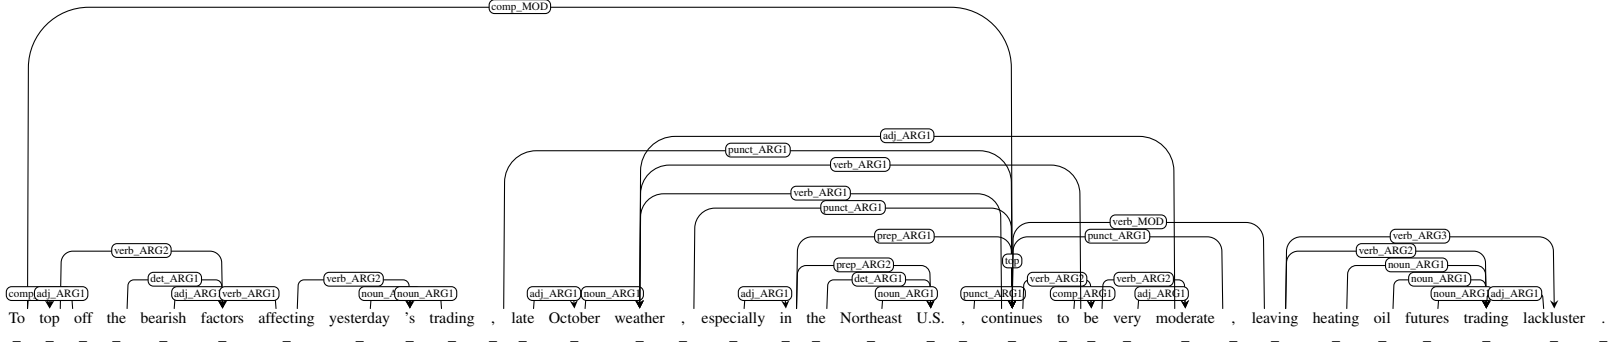 comp_MOD
adj_ARG1
punct_ARG1
verb_ARG1
verb_ARG1
punct_ARG1
verb_MOD
prep_ARG1 punct_ARG1 verb_ARG3
verb_ARG2 verb_ARG2
top
prep_ARG2 noun_ARG1
det_ARG1 verb_ARG2 det_ARG1 verb_ARG2 verb_ARG2 noun_ARG1
adj_ARG1 verb_ARG1 noun_ARG1 adj_ARG1 noun_ARG1 adj_ARG1 noun_ARG1 punct_ARG1 comp_ARG1 adj_ARG1 adj_ARG1
To top off the bearish factors affecting yesterday 's trading , late October weather , especially in the Northeast U.S. , continues to be very moderate , leaving heating oil futures trading lackluster .
_ _ _ _ _ _ _ _ _ _ _ _ _ _ _ _ _ _ _ _ _ _ _ _ _ _ _ _ _ _ _ _ _ _ _